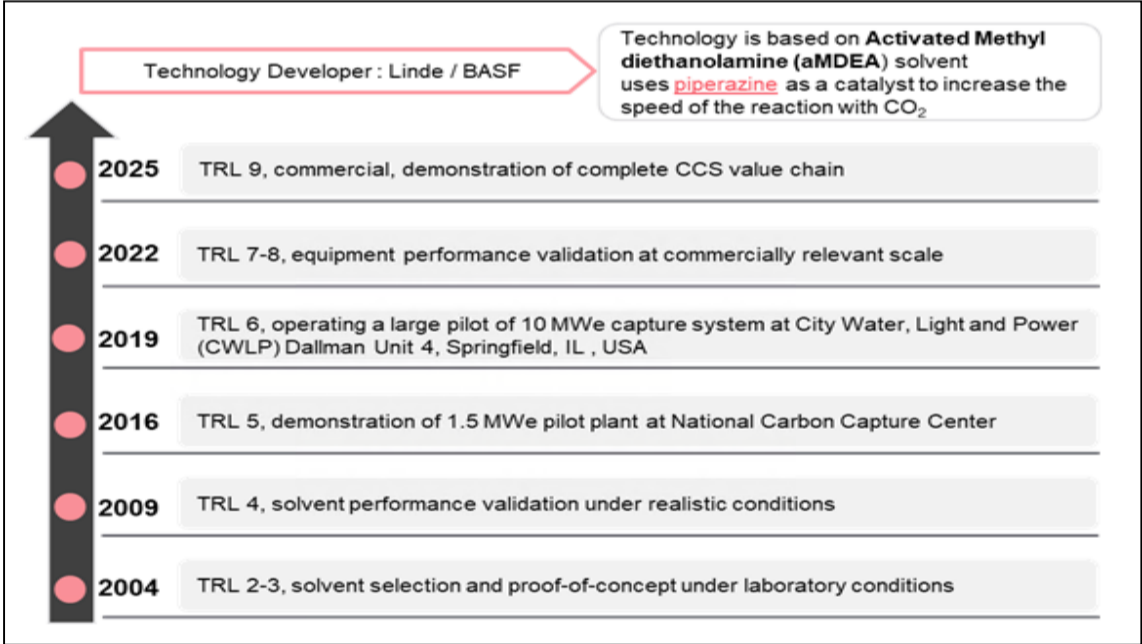 Technology Developer : Linde / BASF
Technology is based on Activated Methyl
diethanolamine (aMDEA) solvent
uses piperazine as a catalyst to increase the
speed of the reaction with CO₂
2025
TRL 9, commercial, demonstration of complete CCS value chain
2022
TRL 7-8, equipment performance validation at commercially relevant scale
2019
TRL 6, operating a large pilot of 10 MWe capture system at City Water, Light and Power
(CWLP) Dallman Unit 4, Springfield, IL , USA
2016
TRL 5, demonstration of 1.5 MWe pilot plant at National Carbon Capture Center
2009
TRL 4, solvent performance validation under realistic conditions
2004
TRL 2-3, solvent selection and proof-of-concept under laboratory conditions